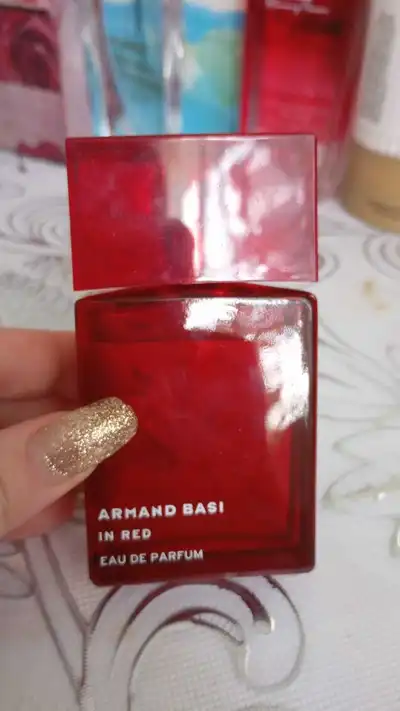 ARMAND BASI
IN RED
EAU DE PARFUM